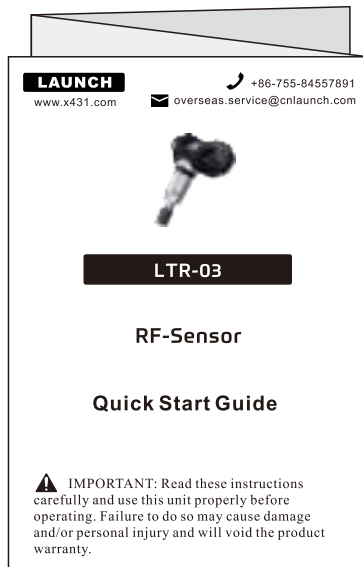 LAUNCH
+86-755-84557891
www.x431.com
overseas.service@cnlaunch.com
LTR-03
RF-Sensor
Quick Start Guide
IMPORTANT: Read these instructions
carefully and use this unit properly before
operating. Failure to do so may cause damage
and/or personal injury and will void the product
warranty.